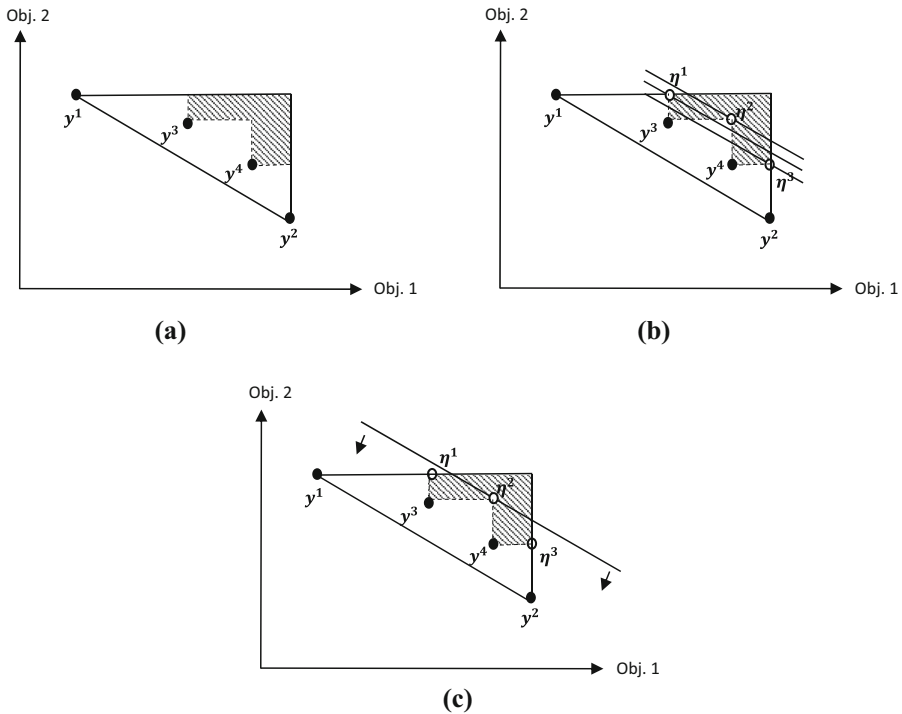 Obj. 2
y¹
y³
y⁴
y²
Obj. 1
(a)
Obj. 2
η¹
y¹
η²
y³
y⁴
η³
y²
Obj. 1
(b)
Obj. 2
η¹
y¹
η²
y³
y⁴
η³
y²
Obj. 1
(c)